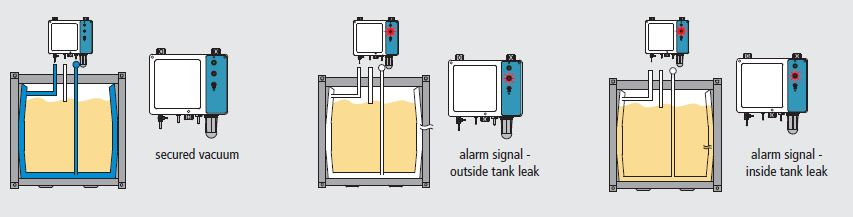 secured vacuum
alarm signal -
outside tank leak
alarm signal -
inside tank leak